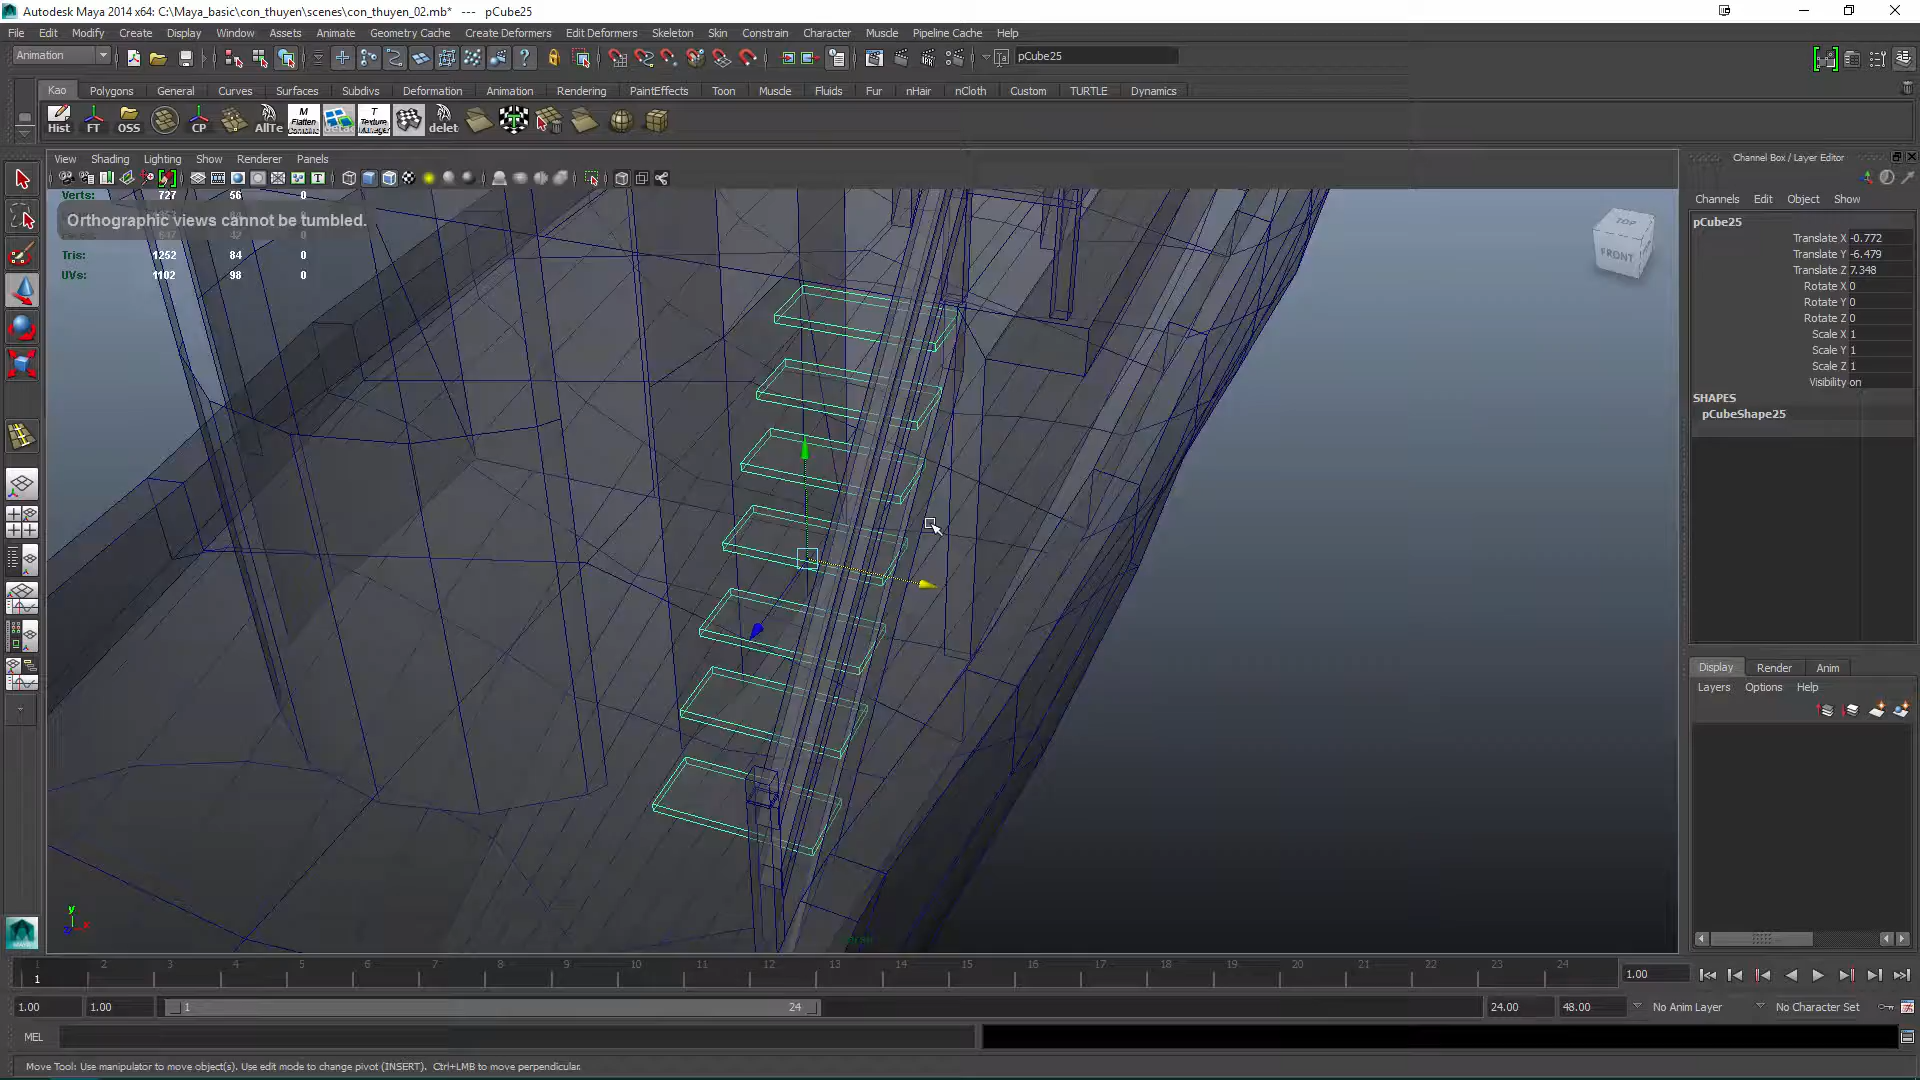 Autodesk Maya 2014 x64: C:\Maya_basic\con_thuyen\scenes\con_thuyen_02.mb* --- pCube25
File Edit Modify Create Display Window Assets Animate Geometry Cache Create Deformers Edit Deformers Skeleton Skin Constrain Character Muscle Pipeline Cache Help
Animation pCube25
Kao Polygons General Curves Surfaces Subdivs Deformation Animation Rendering PaintEffects Toon Muscle Fluids Fur nHair nCloth Custom TURTLE Dynamics
Hist FT OSS CP AllTe M Flatten Combine T Texture Manager delet
View Shading Lighting Show Renderer Panels
Channel Box / Layer Editor
Verts: 727 56 0
Orthographic views cannot be tumbled.
Tris: 1252 84 0
UVs: 1102 98 0
TOP
FRONT
Channels Edit Object Show
pCube25
Translate X -0.772
Translate Y -6.479
Translate Z 7.348
Rotate X 0
Rotate Y 0
Rotate Z 0
Scale X 1
Scale Y 1
Scale Z 1
Visibility on
SHAPES
pCubeShape25
Display Render Anim
Layers Options Help
y
x
z
1 2 3 4 5 6 7 8 9 10 11 12 13 14 15 16 17 18 19 20 21 22 23 24
1 1.00
1.00 1.00 1 24 24.00 48.00 No Anim Layer No Character Set
MEL
Move Tool: Use manipulator to move object(s). Use edit mode to change pivot (INSERT). Ctrl+LMB to move perpendicular.